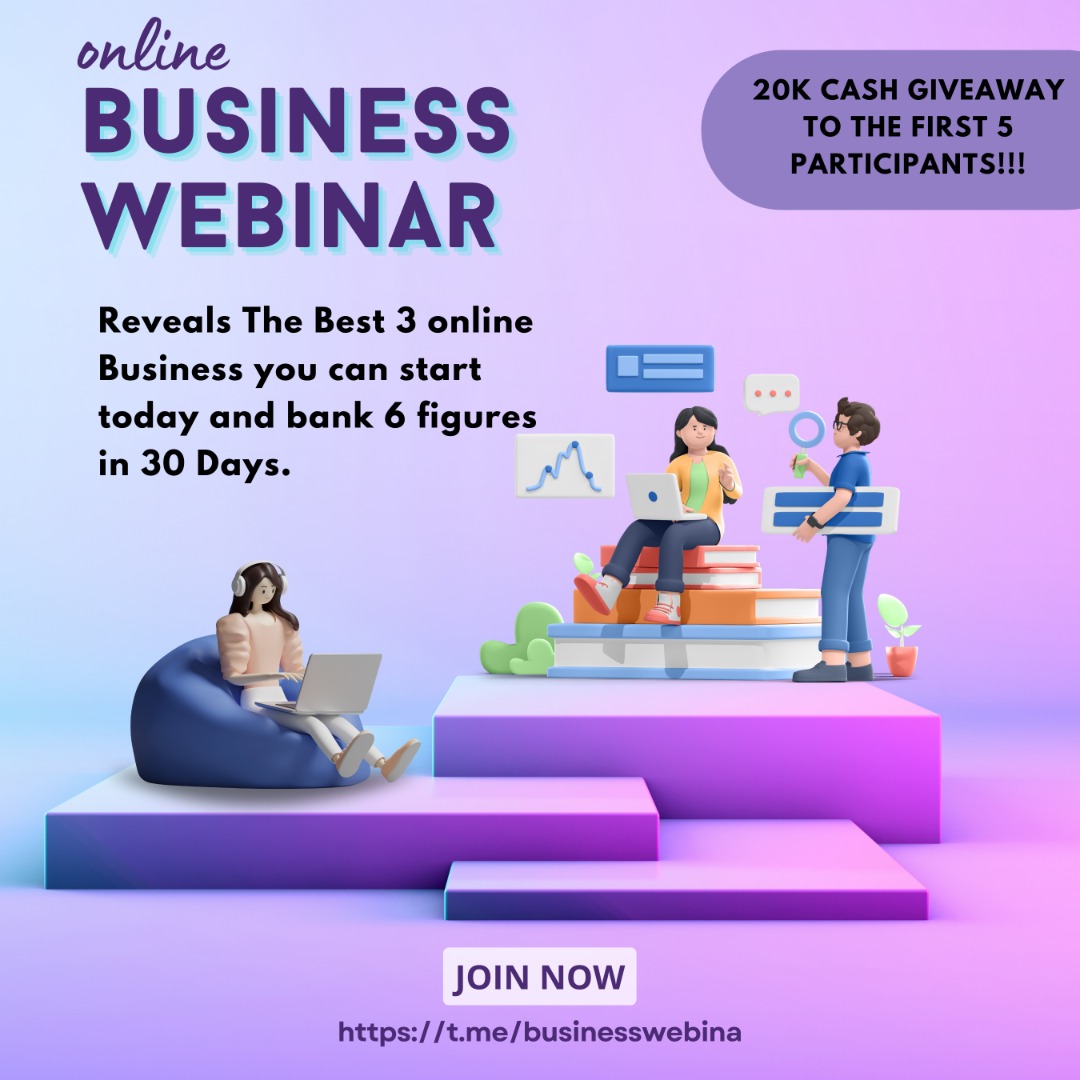 online
BUSINESS
WEBINAR
20K CASH GIVEAWAY
TO THE FIRST 5
PARTICIPANTS!!!
Reveals The Best 3 online
Business you can start
today and bank 6 figures
in 30 Days.
JOIN NOW
https://t.me/businesswebina